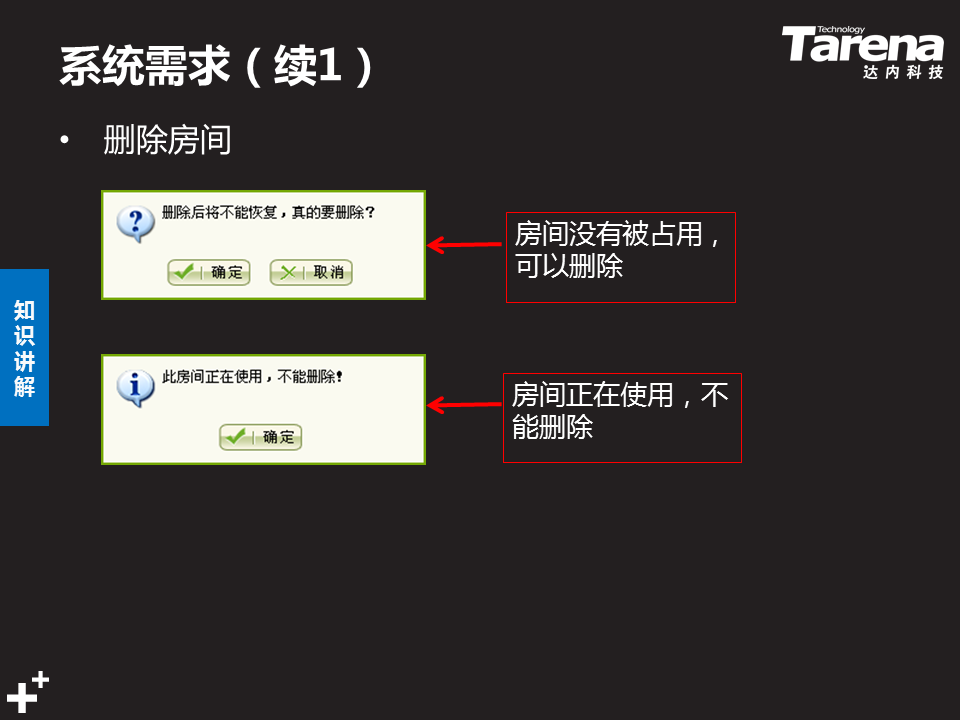 系统需求（续1）
Technology
Tarena
达内科技
• 删除房间
删除后将不能恢复，真的要删除？
确定
取消
房间没有被占用，
可以删除
知
识
讲
解
此房间正在使用，不能删除！
确定
房间正在使用，不
能删除